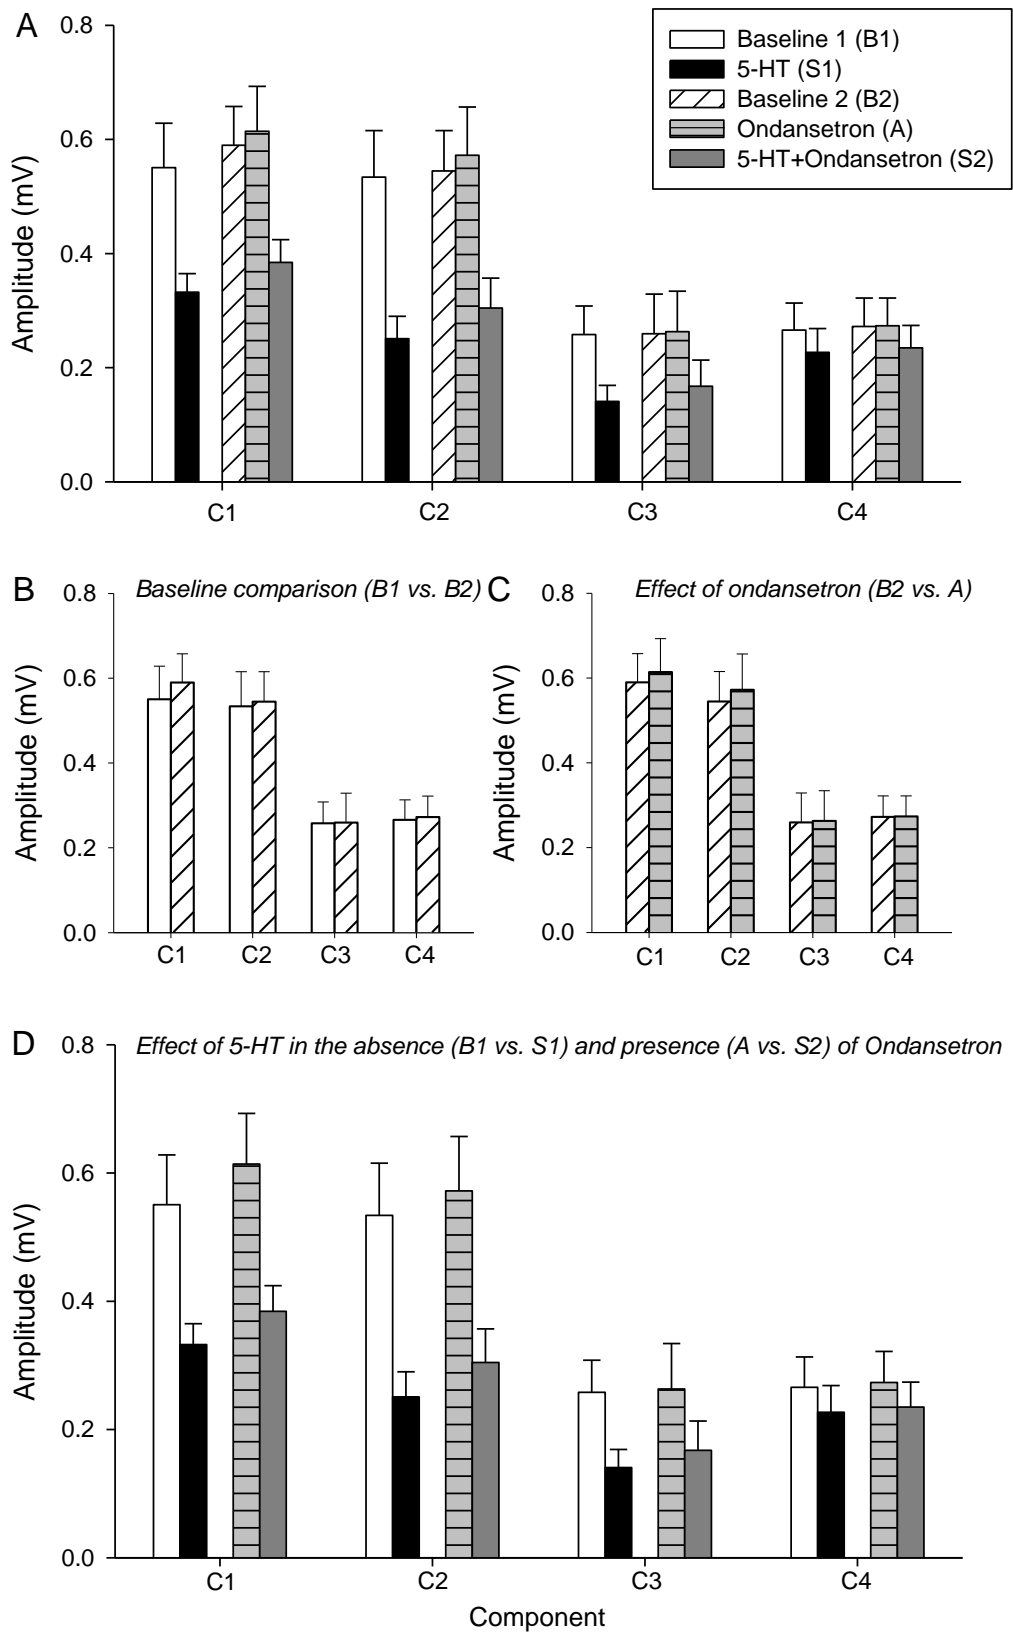 A
0.8
0.6
0.4
0.2
0.0
Amplitude (mV)
C1 C2 C3 C4
Baseline 1 (B1)
5-HT (S1)
Baseline 2 (B2)
Ondansetron (A)
5-HT+Ondansetron (S2)
B
Baseline comparison (B1 vs. B2)
0.8
0.6
0.4
0.2
0.0
Amplitude (mV)
C1 C2 C3 C4
C
Effect of ondansetron (B2 vs. A)
0.8
0.6
0.4
0.2
0.0
Amplitude (mV)
C1 C2 C3 C4
D
Effect of 5-HT in the absence (B1 vs. S1) and presence (A vs. S2) of Ondansetron
0.8
0.6
0.4
0.2
0.0
Amplitude (mV)
C1 C2 C3 C4
Component